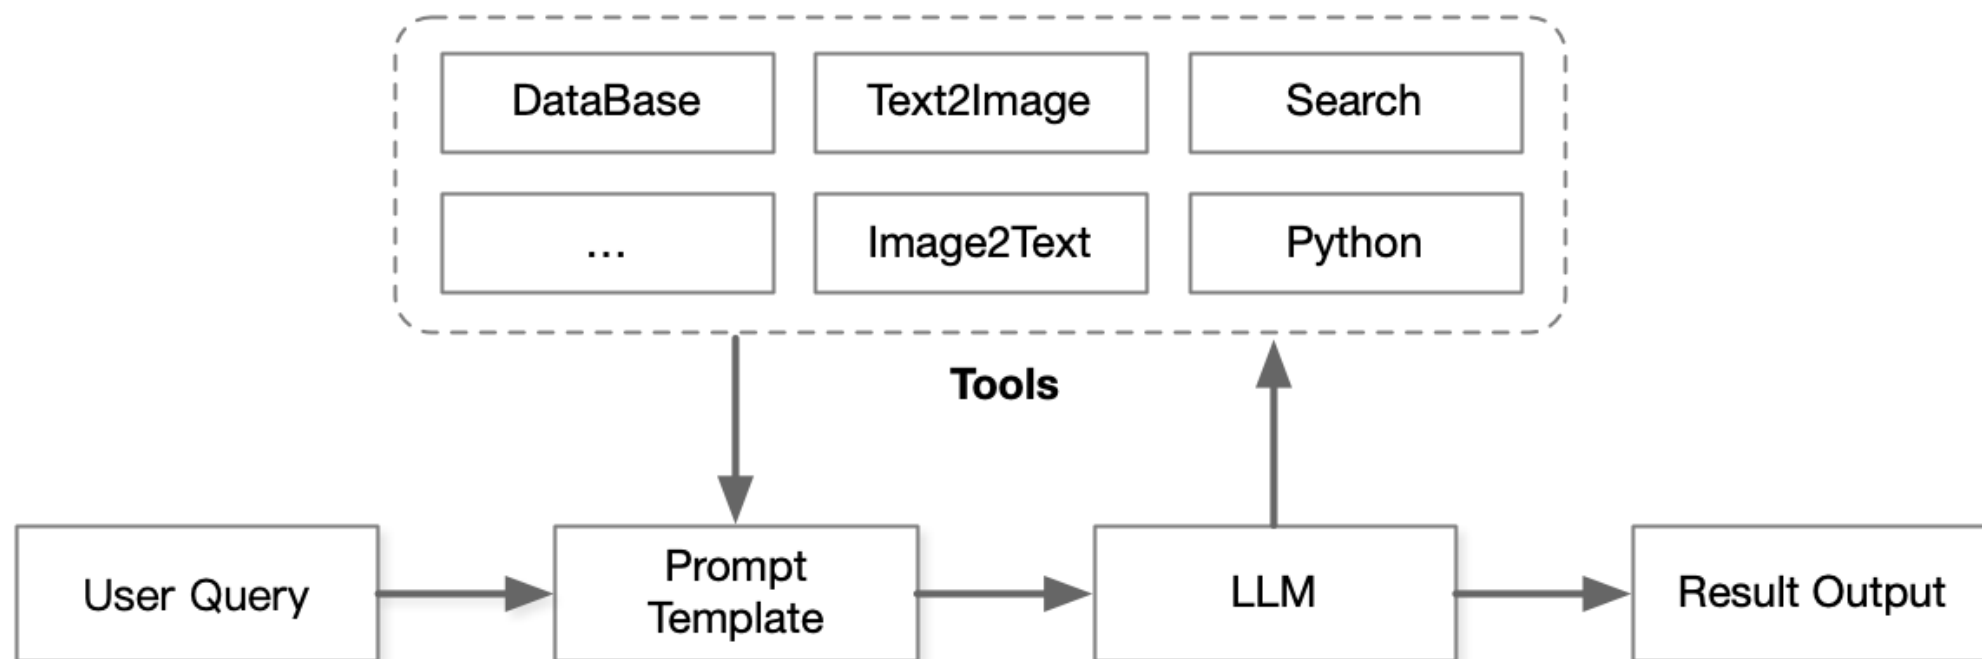 DataBase
Text2Image
Search
...
Image2Text
Python
Tools
User Query
Prompt
Template
LLM
Result Output